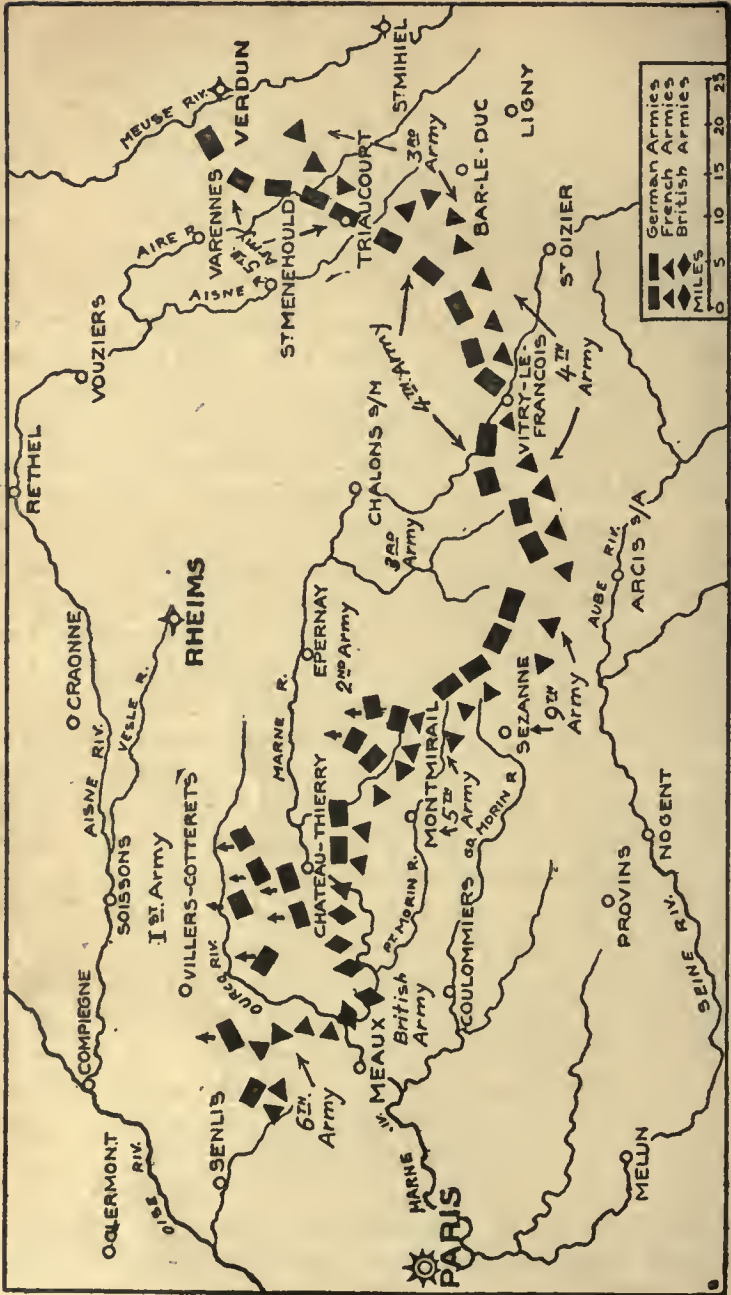 CLERMONT
OISE RIV.
COMPIEGNE
SENLIS
6TH
Army
PARIS
MARNE
IV.
MELUN
MEAUX
British
Army
OURCQ RIV.
VILLERS-COTTERETS
1ST Army
SOISSONS
AISNE RIV.
VESLE R.
CRAONNE
RHEIMS
RETHEL
VOUZIERS
CHATEAU-THIERRY
MARNE R.
EPERNAY
2ND Army
3RD
Army
CHALONS S/M
4TH Army
PT MORIN R.
COULOMMIERS
GD MORIN R
MONTMIRAIL
5TH
Army
SEZANNE
9TH
Army
PROVINS
NOGENT
SEINE RIV.
AUBE RIV.
ARCIS S/A
VITRY-LE-
FRANCOIS
4TH
Army
ST DIZIER
AISNE R
AIRE R
VARENNES
5TH
Army
ST MENEHOULD
TRIAUCOURT
3RD
Army
BAR-LE-DUC
LIGNY
MEUSE RIV.
VERDUN
ST MIHIEL
German Armies
French Armies
British Armies
MILES
0 5 10 15 20 25